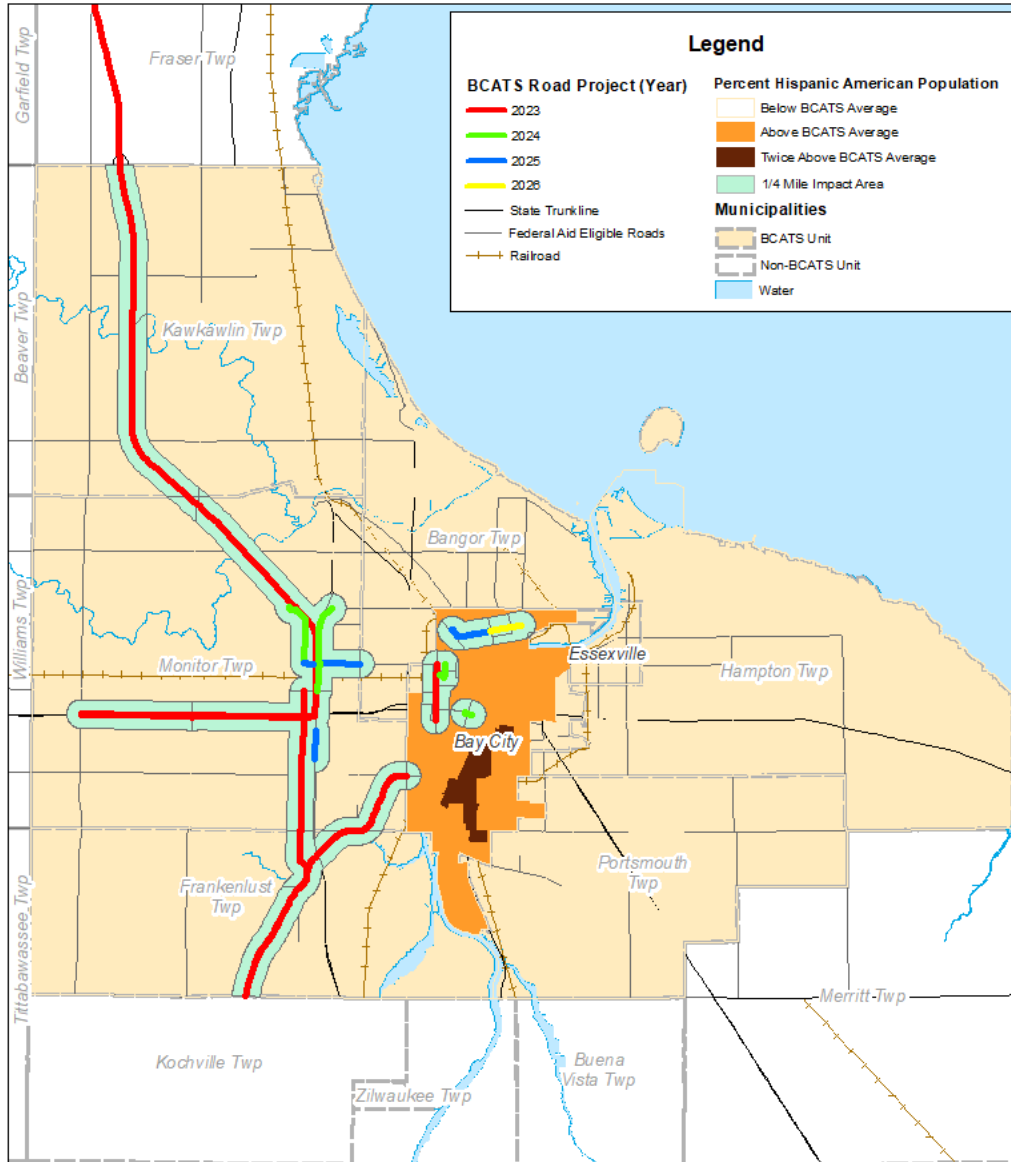 Legend
BCATS Road Project (Year)
2023
2024
2025
2026
State Trunkline
Federal Aid Eligible Roads
Railroad
Percent Hispanic American Population
Below BCATS Average
Above BCATS Average
Twice Above BCATS Average
1/4 Mile Impact Area
Municipalities
BCATS Unit
Non-BCATS Unit
Water
Garfield Twp
Fraser Twp
Beaver Twp
Kawkawlin Twp
Bangor Twp
Williams Twp
Monitor Twp
Essexville
Hampton Twp
Bay City
Portsmouth
Twp
Frankenlust
Twp
Tittabawassee Twp
Merritt Twp
Kochville Twp
Zilwaukee Twp
Buena
Vista Twp